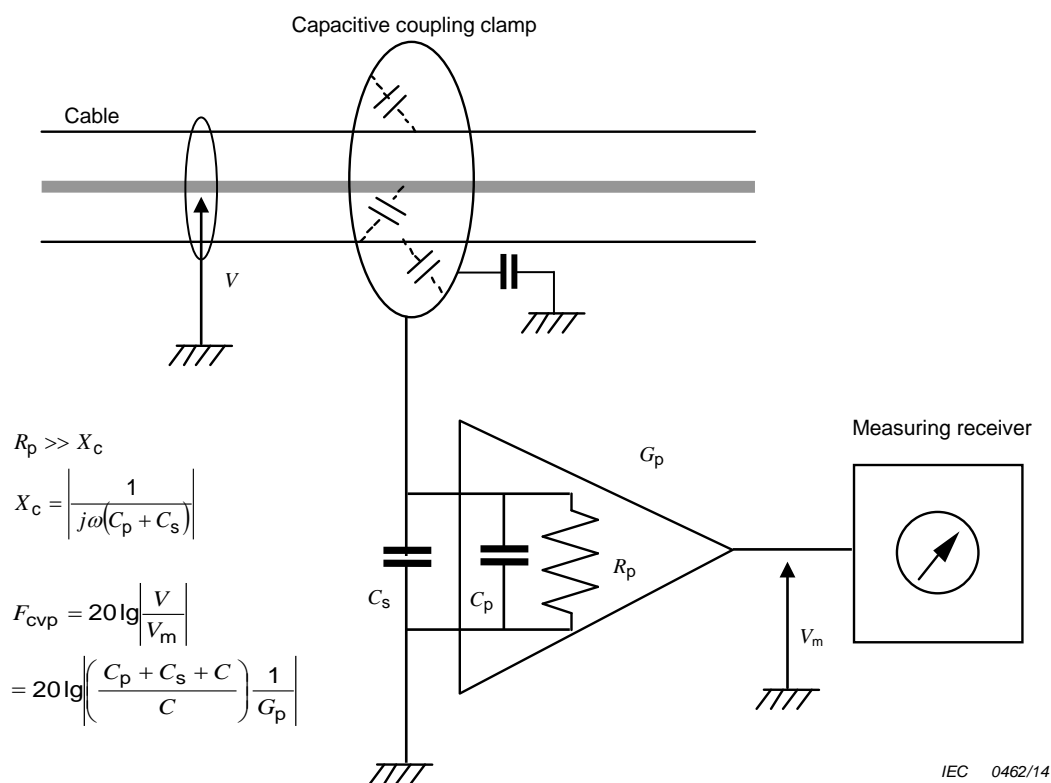 Capacitive coupling clamp
Cable
V
R_p >> X_c
X_c = |1 / (jω(C_p + C_s))|
F_cvp = 20 lg|V / V_m|
= 20 lg|((C_p + C_s + C) / C) 1 / G_p|
G_p
C_s
C_p
R_p
V_m
Measuring receiver
IEC 0462/14